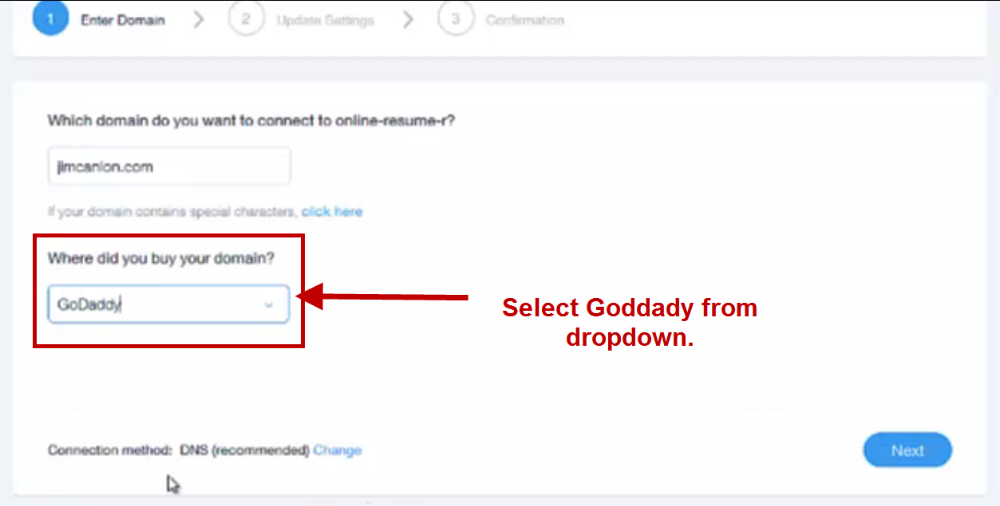 1 Enter Domain 2 Update Settings 3 Confirmation
Which domain do you want to connect to online-resume-r?
jimcanlon.com
If your domain contains special characters, click here
Where did you buy your domain?
GoDaddy
Select Goddady from
dropdown.
Connection method: DNS (recommended) Change
Next